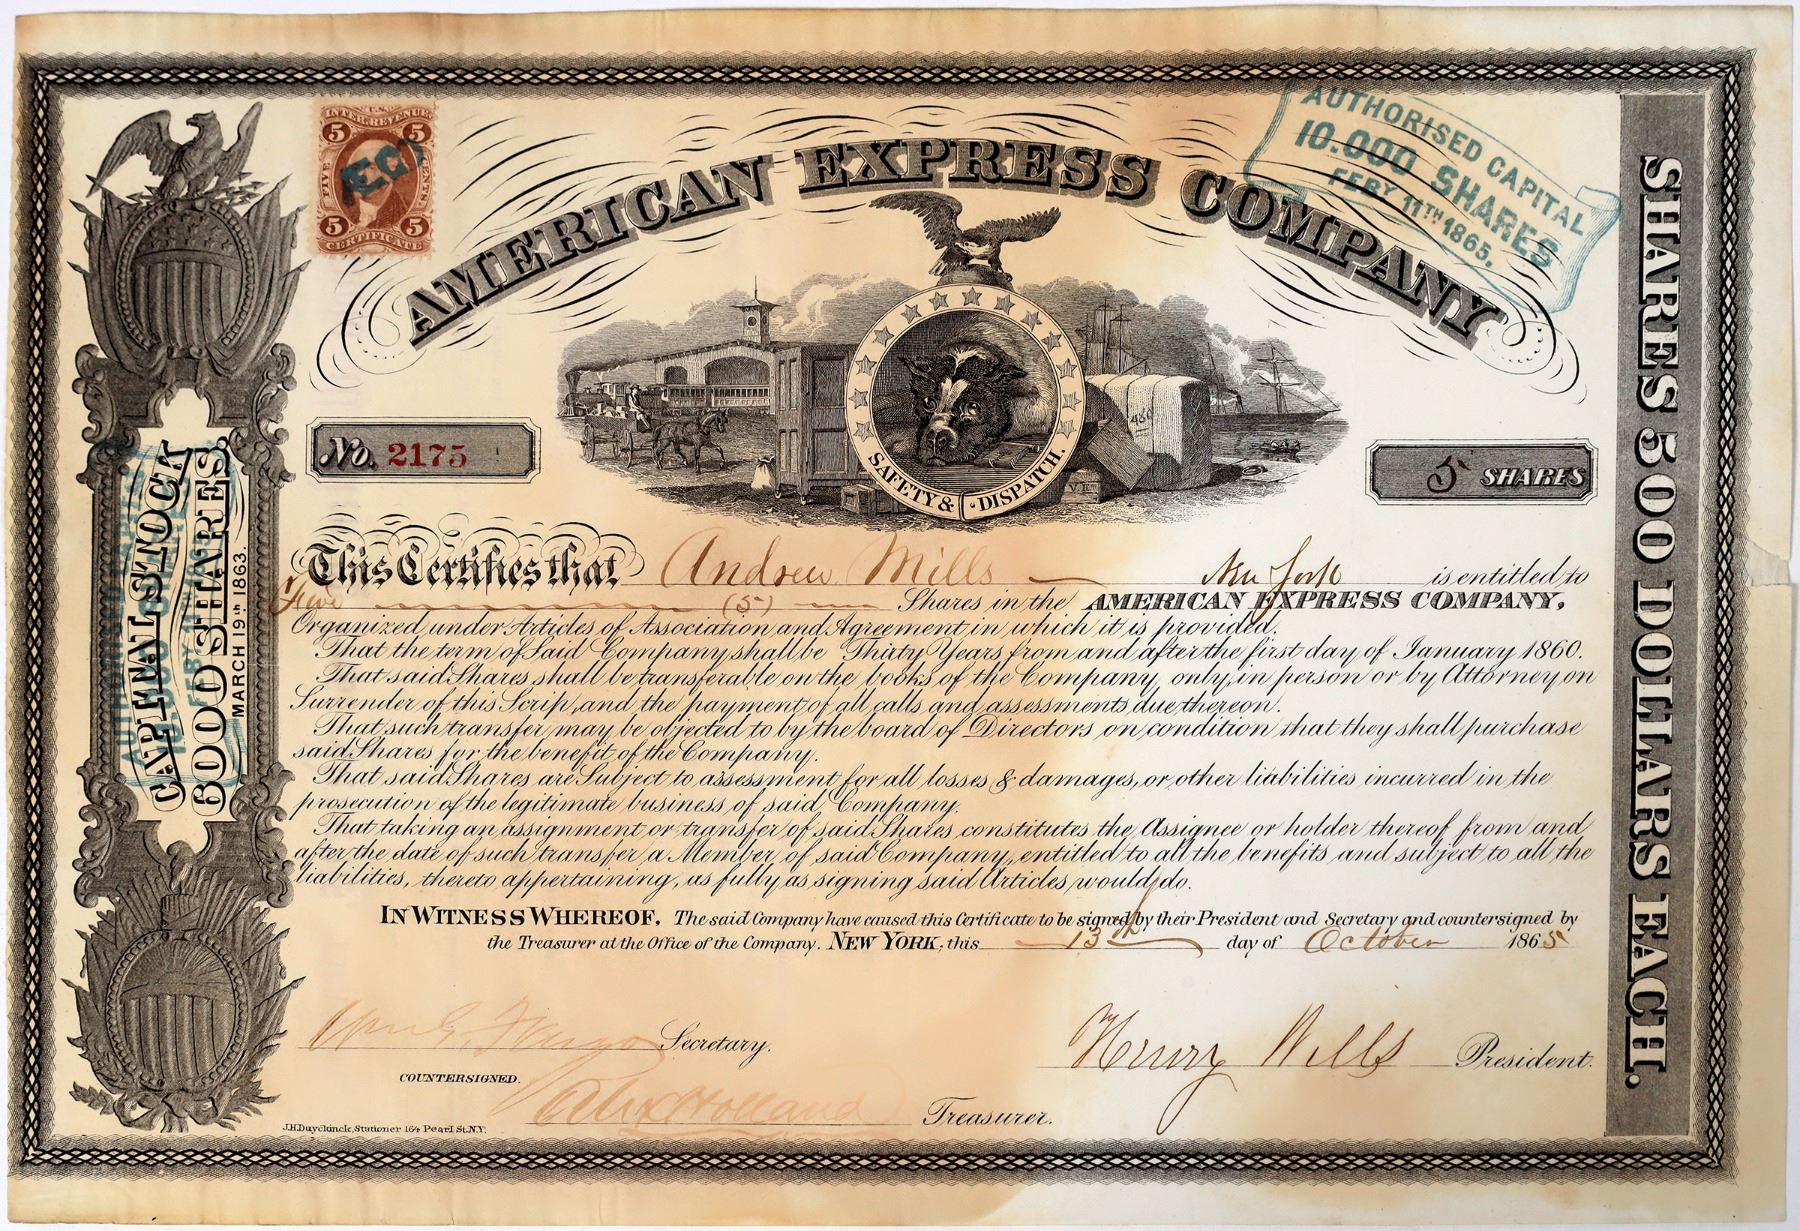 INTER. REVENUE
U.S.
5 5
FIVE CENTS
5 5
CERTIFICATE
AUTHORISED CAPITAL
10.000 SHARES
FEBY 11TH 1865.
AMERICAN EXPRESS COMPANY
SAFETY & DISPATCH.
480
No. 2175
5 SHARES
CAPITAL STOCK
6000 SHARES.
MARCH 19th 1863.
SHARES 500 DOLLARS EACH.
This Certifies that Andrew Mills New York is entitled to
Five (5) Shares in the AMERICAN EXPRESS COMPANY,
Organized under Articles of Association and Agreement in which it is provided.
That the term of Said Company shall be Thirty Years from and after the first day of January 1860.
That said Shares shall be transferable on the books of the Company, only, in person or by Attorney on
Surrender of this Scrip, and the payment of all calls and assessments due thereon.
That such transfer may be objected to by the board of Directors on condition that they shall purchase
said Shares for the benefit of the Company.
That said Shares are Subject to assessment for all losses & damages, or other liabilities incurred in the
prosecution of the legitimate business of said Company.
That taking an assignment or transfer of said Shares constitutes the Assignee or holder thereof from and
after the date of such transfer a Member of said Company, entitled to all the benefits and subject to all the
liabilities, thereto appertaining, as fully as signing said Articles would do.
IN WITNESS WHEREOF, The said Company have caused this Certificate to be signed by their President and Secretary and countersigned by
the Treasurer at the Office of the Company. NEW YORK, this 13th day of October 1865
Wm G. Fargo Secretary.
Henry Wells President.
COUNTERSIGNED.
Alex Holland Treasurer.
J.H. Duyckinck, Stationer 164 Pearl St. N.Y.